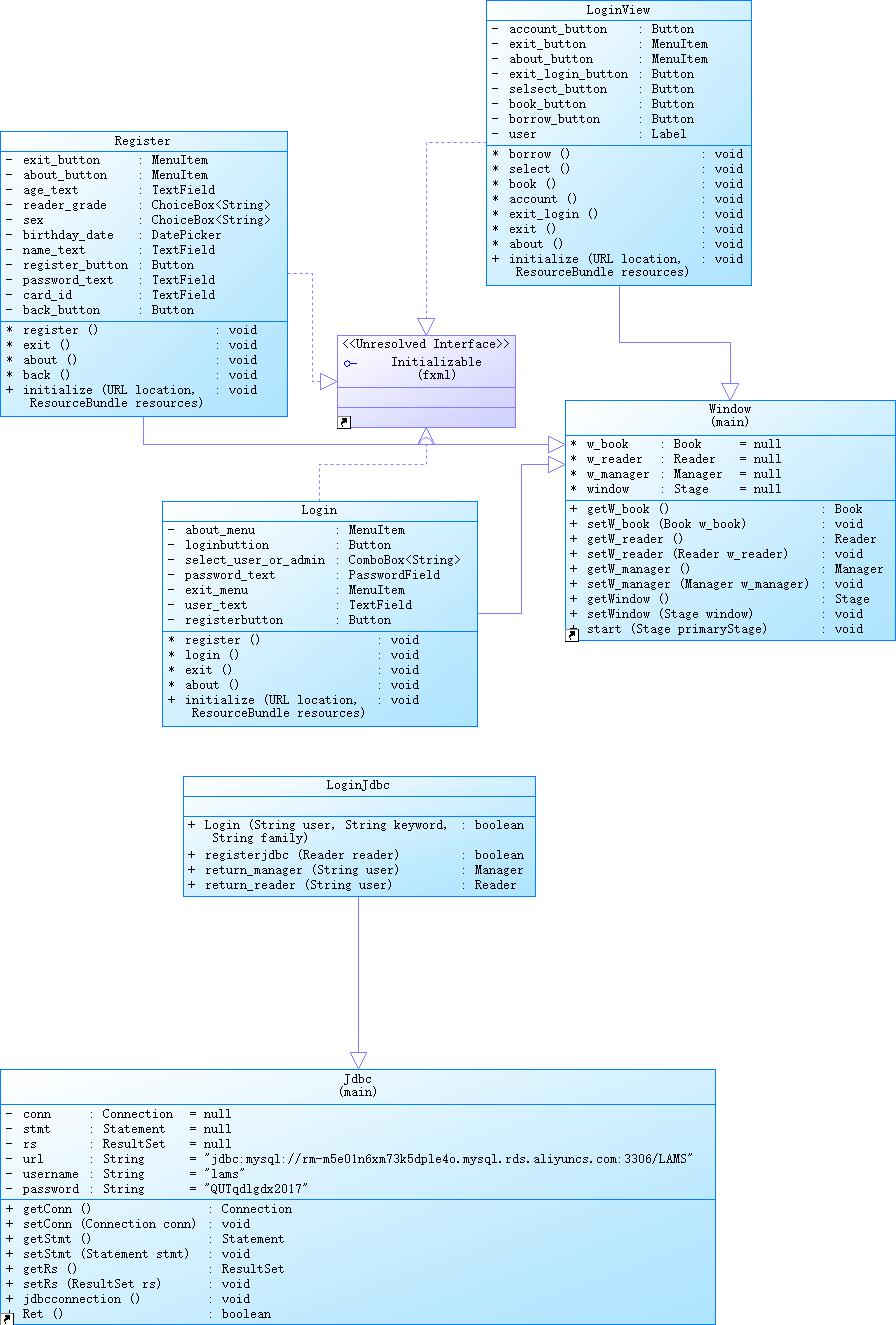 LoginView
- account_button : Button
- exit_button : MenuItem
- about_button : MenuItem
- exit_login_button : Button
- selsect_button : Button
- book_button : Button
- borrow_button : Button
- user : Label
* borrow () : void
* select () : void
* book () : void
* account () : void
* exit_login () : void
* exit () : void
* about () : void
+ initialize (URL location, : void
ResourceBundle resources)
Register
- exit_button : MenuItem
- about_button : MenuItem
- age_text : TextField
- reader_grade : ChoiceBox<String>
- sex : ChoiceBox<String>
- birthday_date : DatePicker
- name_text : TextField
- register_button : Button
- password_text : TextField
- card_id : TextField
- back_button : Button
* register () : void
* exit () : void
* about () : void
* back () : void
+ initialize (URL location, : void
ResourceBundle resources)
<<Unresolved Interface>>
Initializable
(fxml)
Window
(main)
* w_book : Book = null
* w_reader : Reader = null
* w_manager : Manager = null
* window : Stage = null
+ getW_book () : Book
+ setW_book (Book w_book) : void
+ getW_reader () : Reader
+ setW_reader (Reader w_reader) : void
+ getW_manager () : Manager
+ setW_manager (Manager w_manager) : void
+ getWindow () : Stage
+ setWindow (Stage window) : void
+ start (Stage primaryStage) : void
Login
- about_menu : MenuItem
- loginbuttion : Button
- select_user_or_admin : ComboBox<String>
- password_text : PasswordField
- exit_menu : MenuItem
- user_text : TextField
- registerbutton : Button
* register () : void
* login () : void
* exit () : void
* about () : void
+ initialize (URL location, : void
ResourceBundle resources)
LoginJdbc
+ Login (String user, String keyword, : boolean
String family)
+ registerjdbc (Reader reader) : boolean
+ return_manager (String user) : Manager
+ return_reader (String user) : Reader
Jdbc
(main)
- conn : Connection = null
- stmt : Statement = null
- rs : ResultSet = null
- url : String = "jdbc:mysql://rm-m5e01n6xm73k5dple4o.mysql.rds.aliyuncs.com:3306/LAMS"
- username : String = "lams"
- password : String = "QUTqdlgdx2017"
+ getConn () : Connection
+ setConn (Connection conn) : void
+ getStmt () : Statement
+ setStmt (Statement stmt) : void
+ getRs () : ResultSet
+ setRs (ResultSet rs) : void
+ jdbcconnection () : void
+ Ret () : boolean